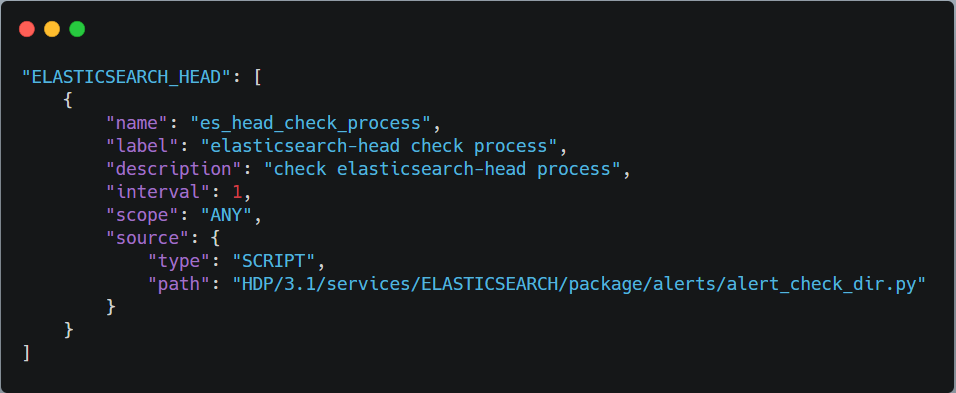 "ELASTICSEARCH_HEAD": [
    {
        "name": "es_head_check_process",
        "label": "elasticsearch-head check process",
        "description": "check elasticsearch-head process",
        "interval": 1,
        "scope": "ANY",
        "source": {
            "type": "SCRIPT",
            "path": "HDP/3.1/services/ELASTICSEARCH/package/alerts/alert_check_dir.py"
        }
    }
]